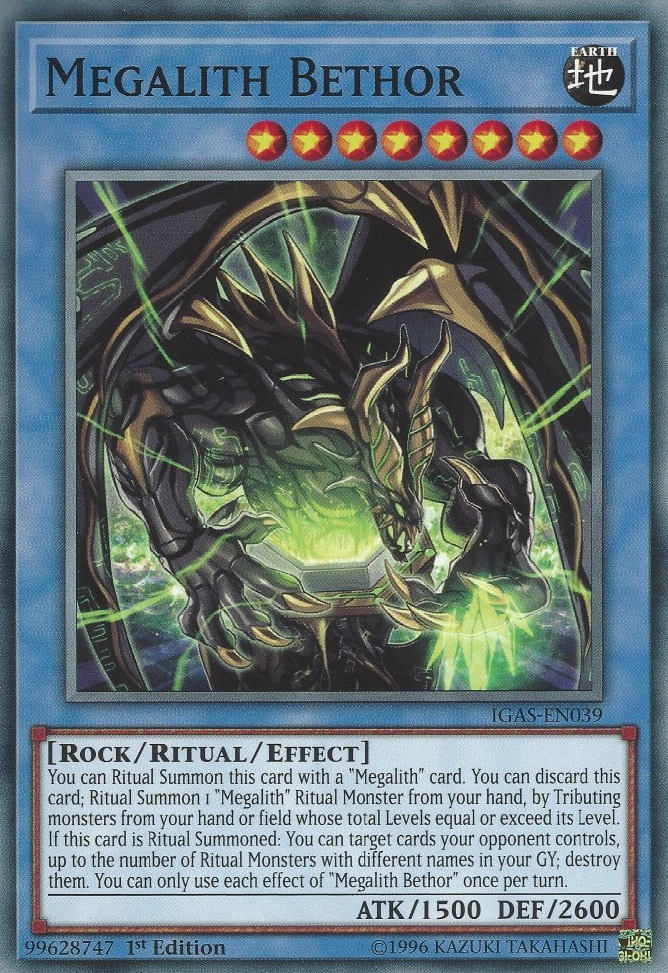 MEGALITH BETHOR
EARTH
地
IGAS-EN039
[ROCK/RITUAL/EFFECT]
You can Ritual Summon this card with a "Megalith" card. You can discard this
card; Ritual Summon 1 "Megalith" Ritual Monster from your hand, by Tributing
monsters from your hand or field whose total Levels equal or exceed its Level.
If this card is Ritual Summoned: You can target cards your opponent controls,
up to the number of Ritual Monsters with different names in your GY; destroy
them. You can only use each effect of "Megalith Bethor" once per turn.
ATK/1500 DEF/2600
99628747 1st Edition ©1996 KAZUKI TAKAHASHI